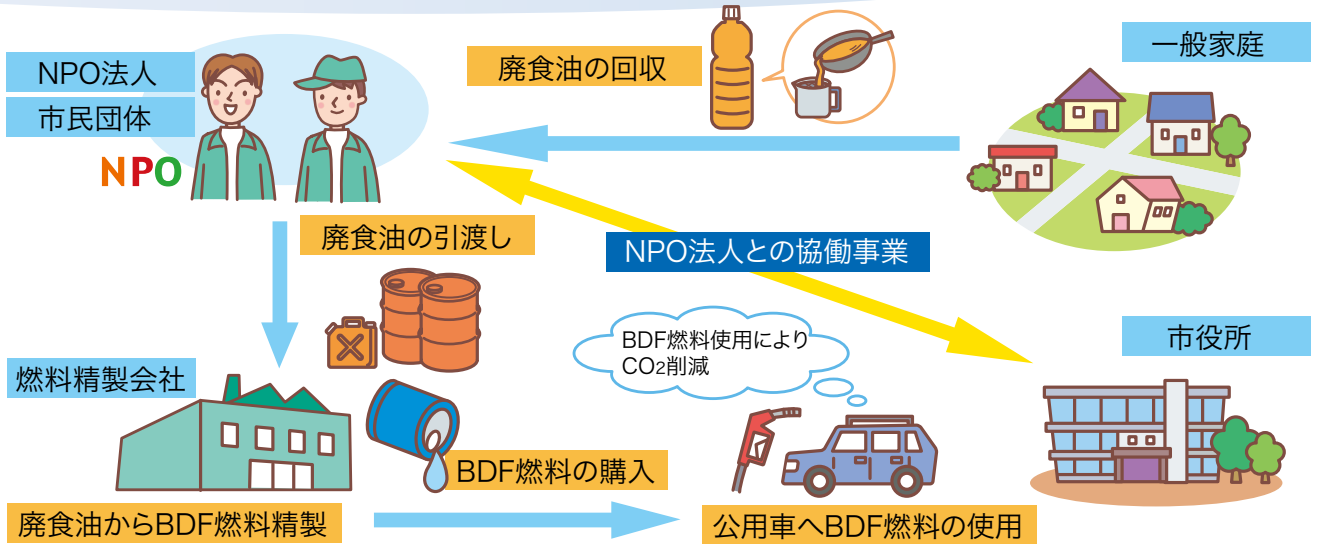 一般家庭
廃食油の回収
NPO法人
市民団体
NPO
廃食油の引渡し
NPO法人との協働事業
市役所
BDF燃料使用により
CO2削減
燃料精製会社
BDF燃料の購入
廃食油からBDF燃料精製
公用車へBDF燃料の使用